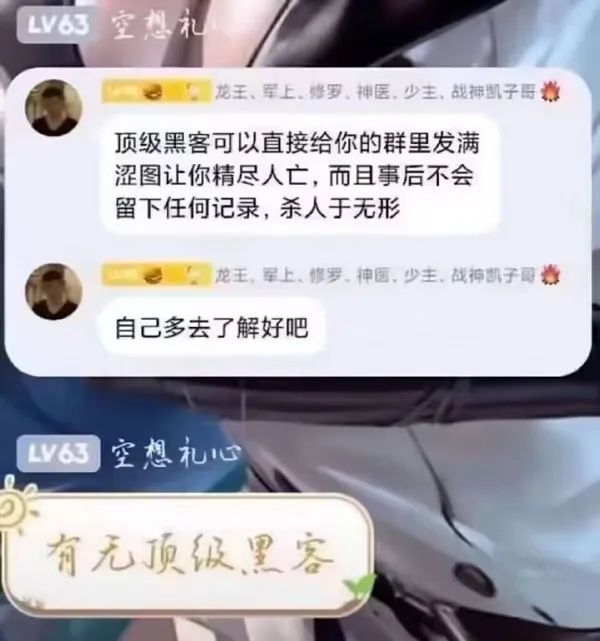 LV63 空想礼心
龙王、军上、修罗、神医、少主、战神凯子哥
顶级黑客可以直接给你的群里发满
涩图让你精尽人亡，而且事后不会
留下任何记录，杀人于无形
龙王、军上、修罗、神医、少主、战神凯子哥
自己多去了解好吧
LV63 空想礼心
有无顶级黑客